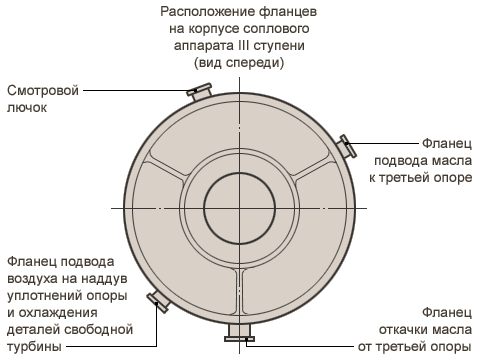 Расположение фланцев
на корпусе соплового
аппарата III ступени
(вид спереди)
Смотровой
лючок
Фланец
подвода масла
к третьей опоре
Фланец подвода
воздуха на наддув
уплотнений опоры
и охлаждения
деталей свободной
турбины
Фланец
откачки масла
от третьей опоры